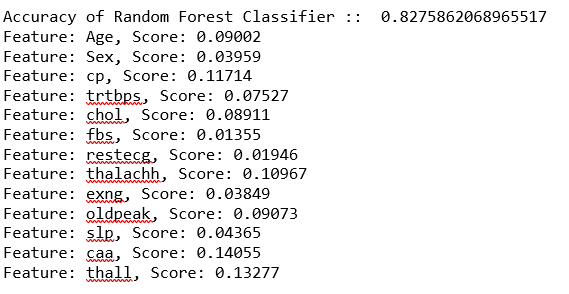 Accuracy of Random Forest Classifier ::  0.8275862068965517
Feature: Age, Score: 0.09002
Feature: Sex, Score: 0.03959
Feature: cp, Score: 0.11714
Feature: trtbps, Score: 0.07527
Feature: chol, Score: 0.08911
Feature: fbs, Score: 0.01355
Feature: restecg, Score: 0.01946
Feature: thalachh, Score: 0.10967
Feature: exng, Score: 0.03849
Feature: oldpeak, Score: 0.09073
Feature: slp, Score: 0.04365
Feature: caa, Score: 0.14055
Feature: thall, Score: 0.13277